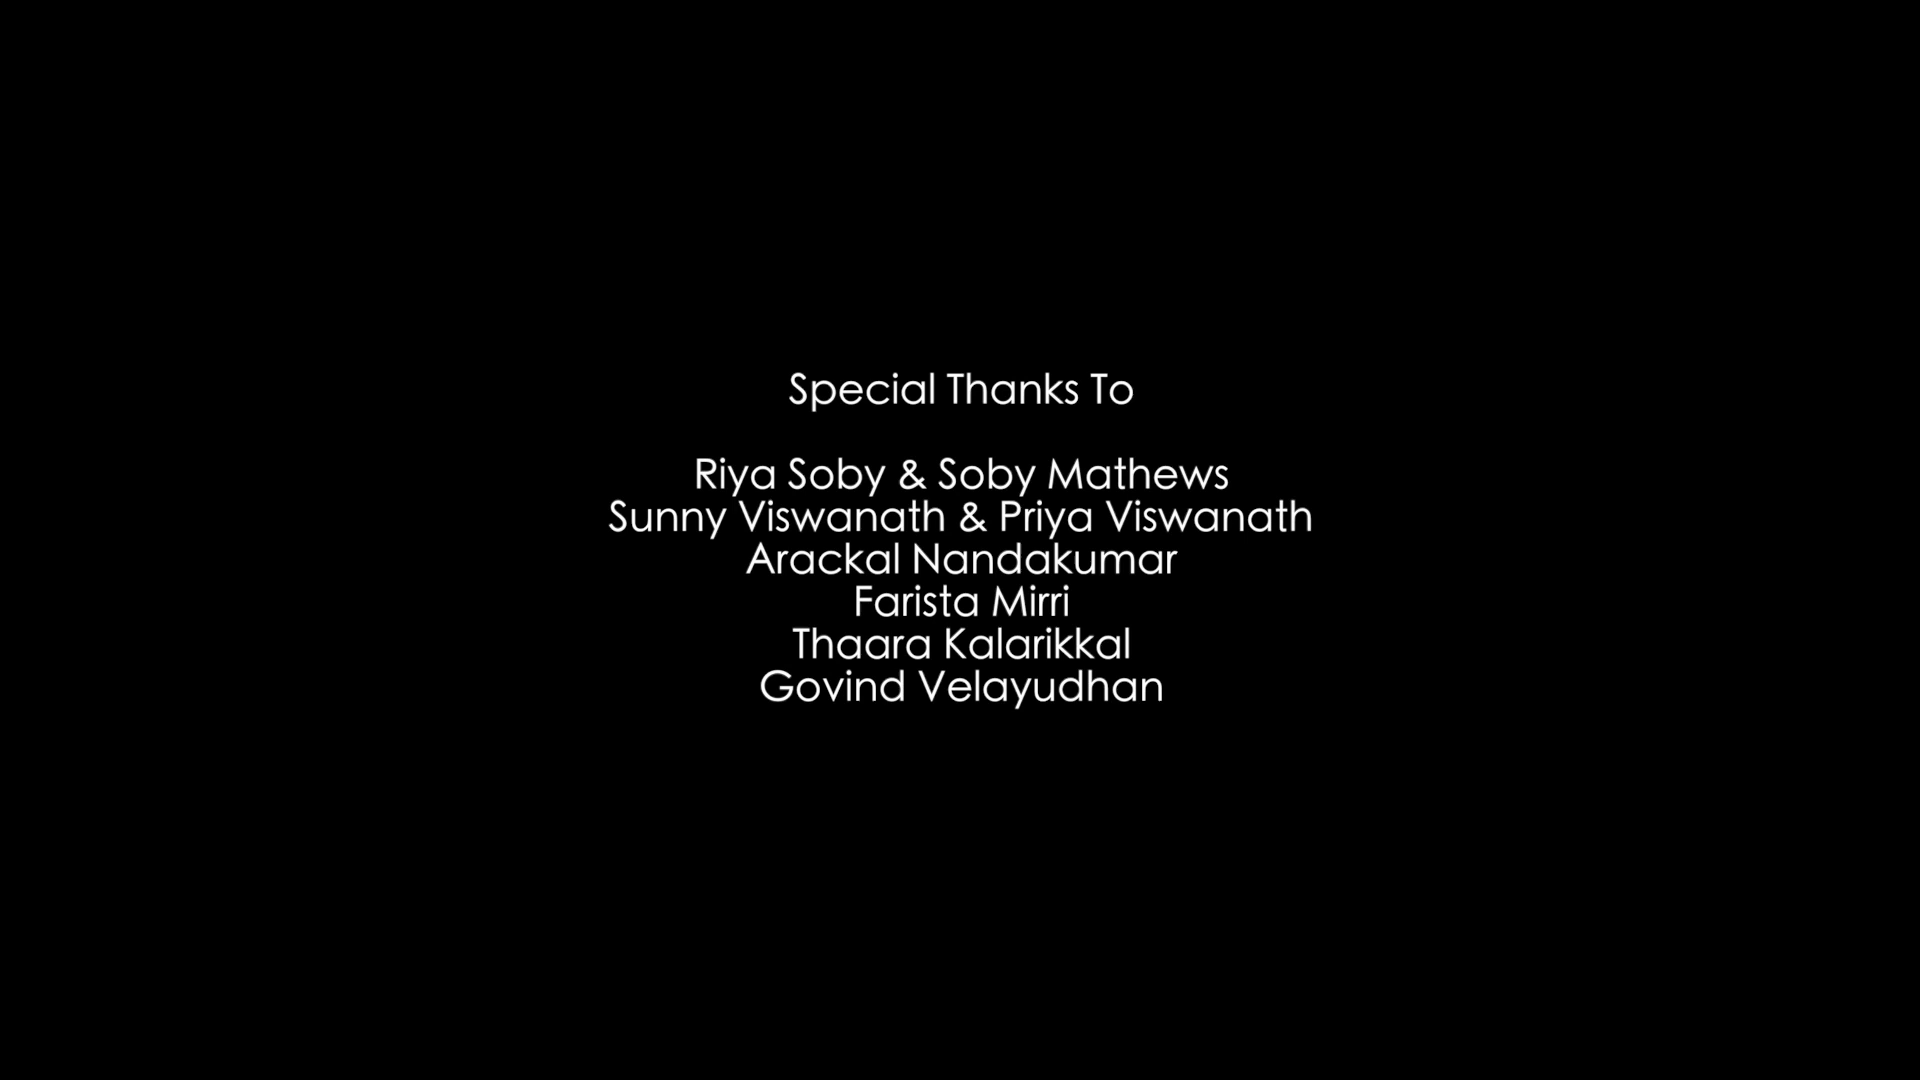 Special Thanks To
Riya Soby & Soby Mathews
Sunny Viswanath & Priya Viswanath
Arackal Nandakumar
Farista Mirri
Thaara Kalarikkal
Govind Velayudhan